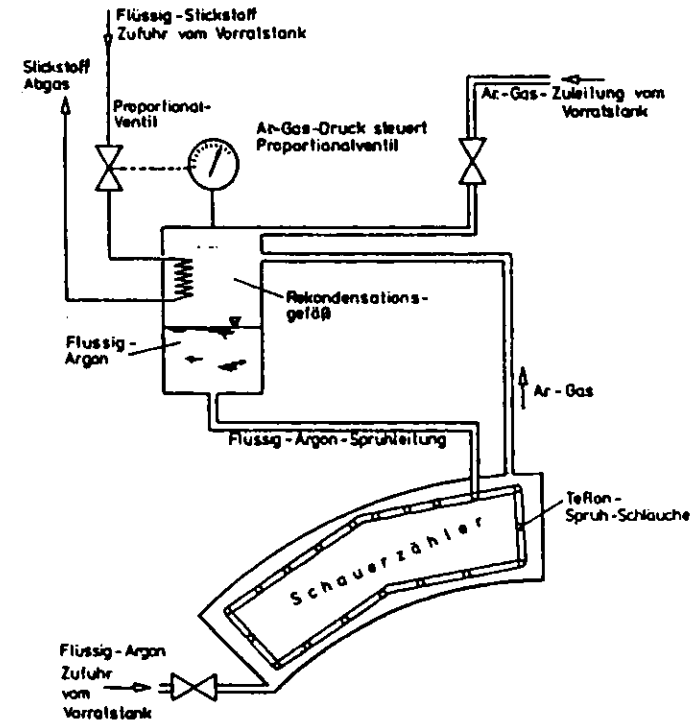 Flüssig-Stickstoff
Zufuhr vom Vorratstank
Stickstoff
Abgas
Proportional-
Ventil
Ar-Gas-Druck steuert
Proportionalventil
Ar-Gas-Zuleitung vom
Vorratstank
Rekondensations-
gefäß
Flüssig-
Argon
Ar-Gas
Flüssig-Argon-Sprühleitung
Teflon-
Sprüh-Schläuche
Schauerzähler
Flüssig-Argon
Zufuhr
vom
Vorratstank